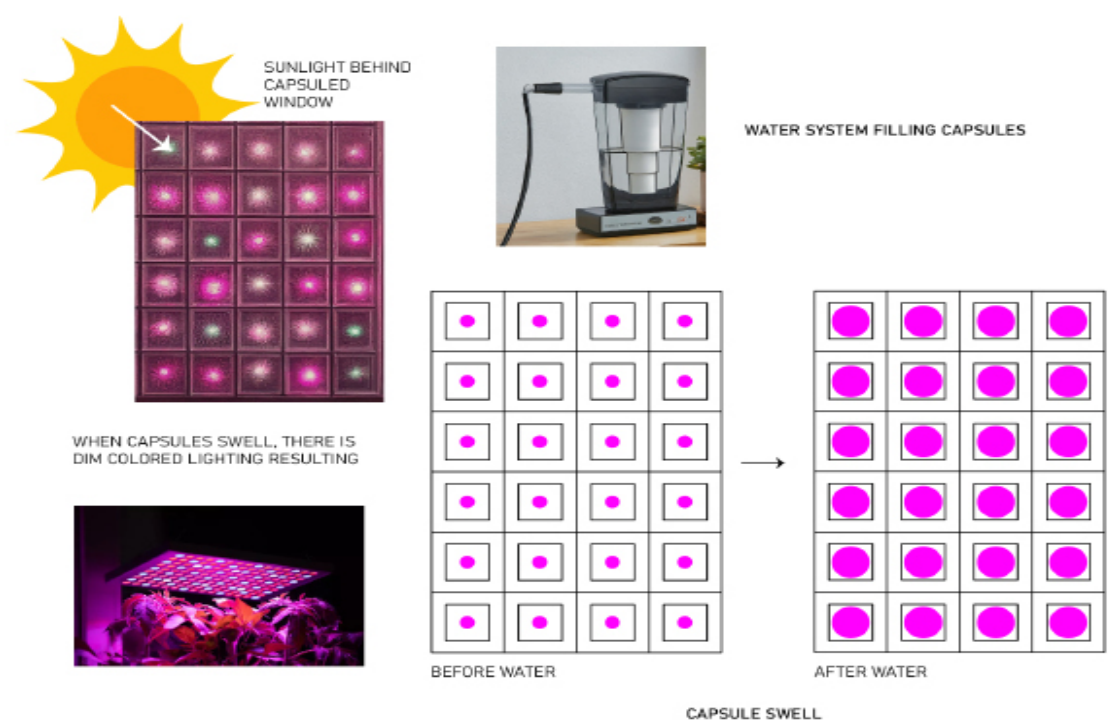 SUNLIGHT BEHIND
CAPSULED
WINDOW
WATER SYSTEM FILLING CAPSULES
WHEN CAPSULES SWELL, THERE IS
DIM COLORED LIGHTING RESULTING
BEFORE WATER
AFTER WATER
CAPSULE SWELL